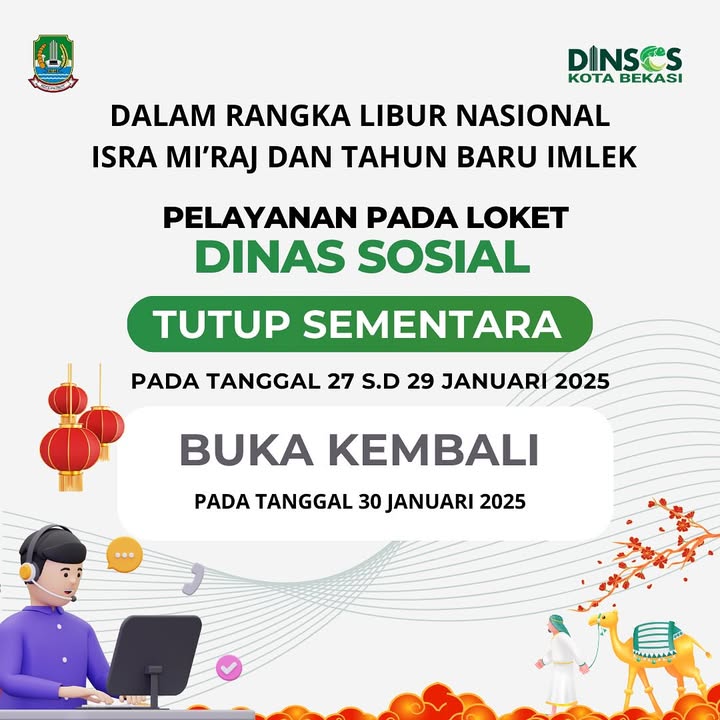 DINSOS
KOTA BEKASI
DALAM RANGKA LIBUR NASIONAL
ISRA MI'RAJ DAN TAHUN BARU IMLEK
PELAYANAN PADA LOKET
DINAS SOSIAL
TUTUP SEMENTARA
PADA TANGGAL 27 S.D 29 JANUARI 2025
BUKA KEMBALI
PADA TANGGAL 30 JANUARI 2025